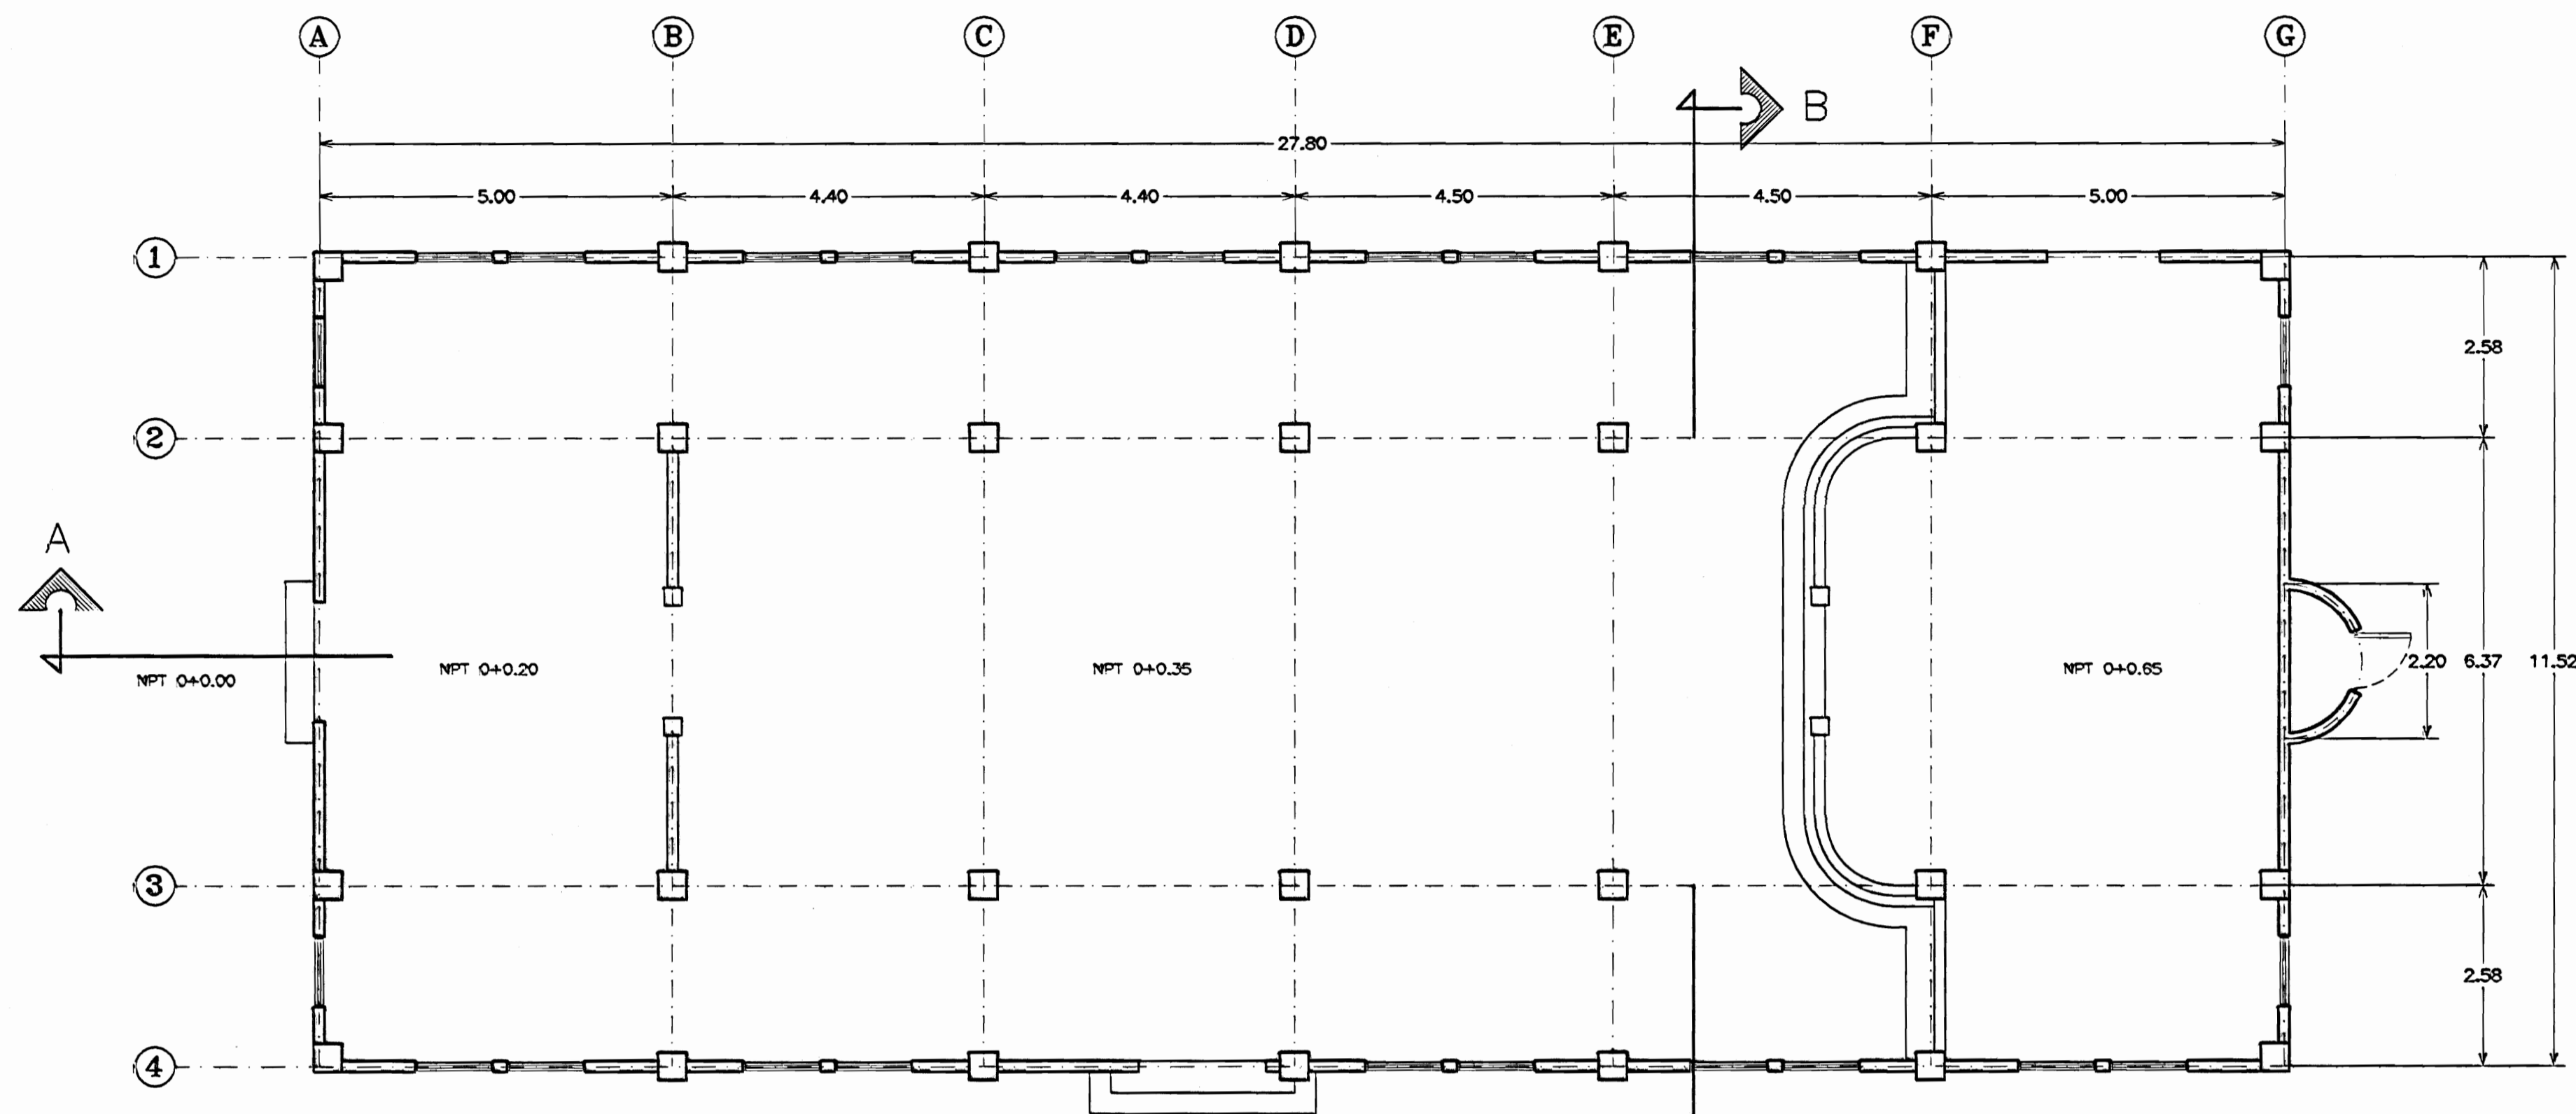 A B C D E F G
B
27.80
5.00 4.40 4.40 4.50 4.50 5.00
1
2.58
2
A
NPT 0+0.00
NPT 0+0.20
NPT 0+0.35
NPT 0+0.65
2.20 6.37 11.52
3
2.58
4